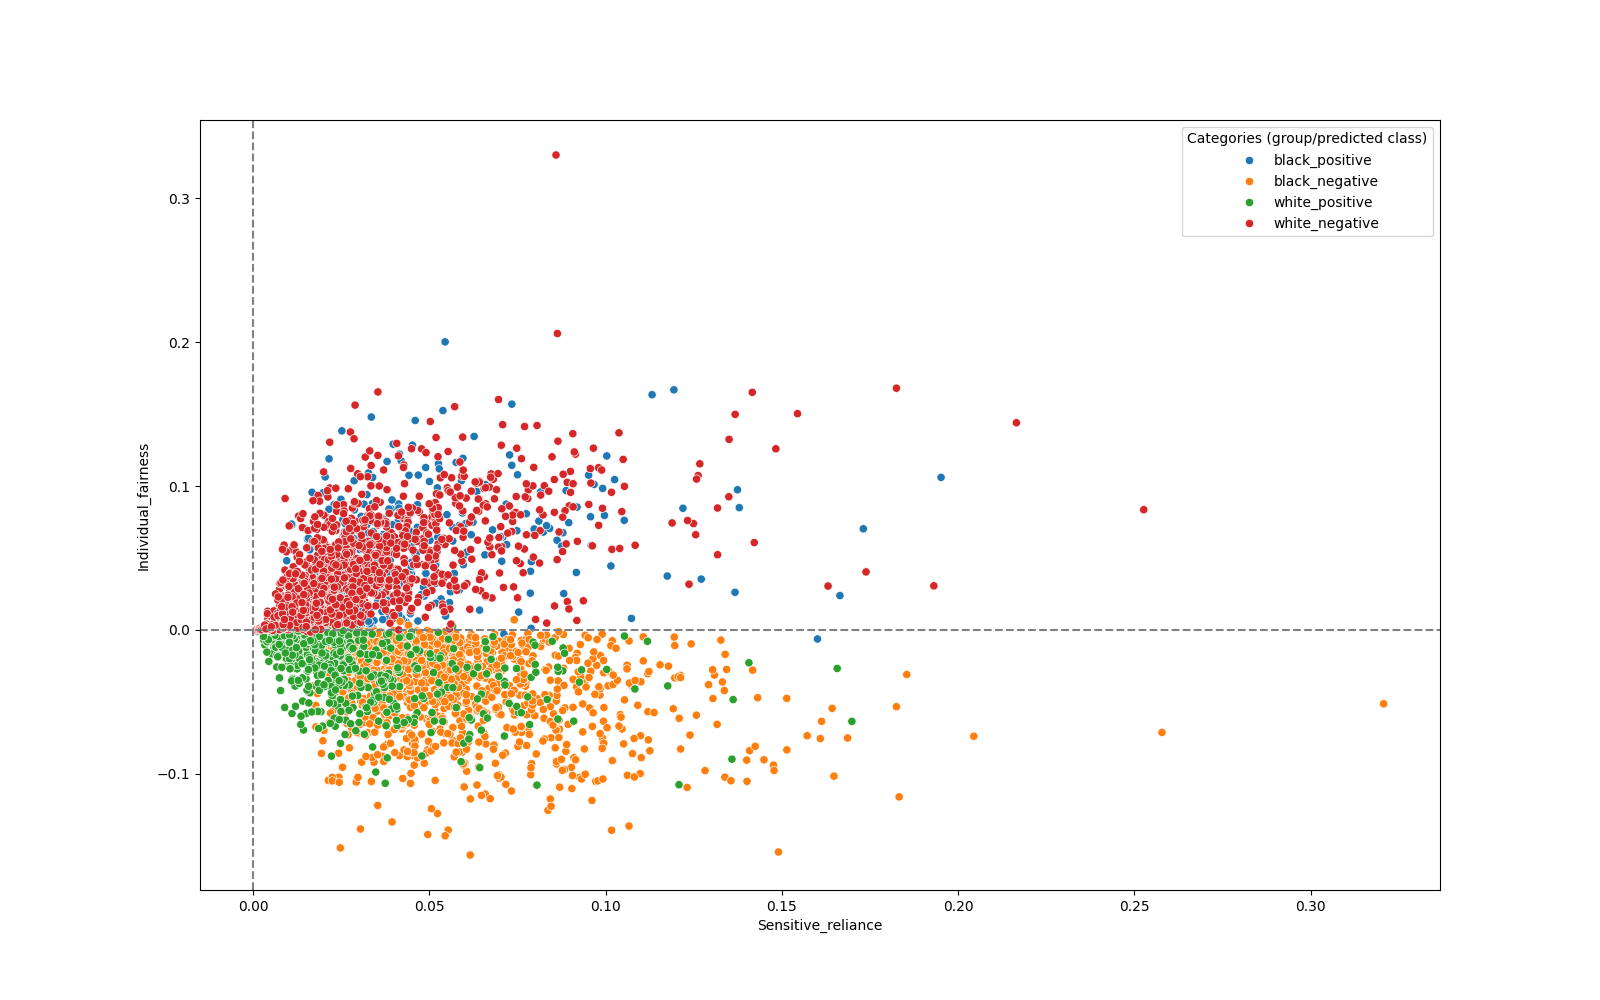 Categories (group/predicted class)
black_positive
black_negative
white_positive
white_negative
0.3
0.2
0.1
0.0
−0.1
Individual_fairness
0.00 0.05 0.10 0.15 0.20 0.25 0.30
Sensitive_reliance